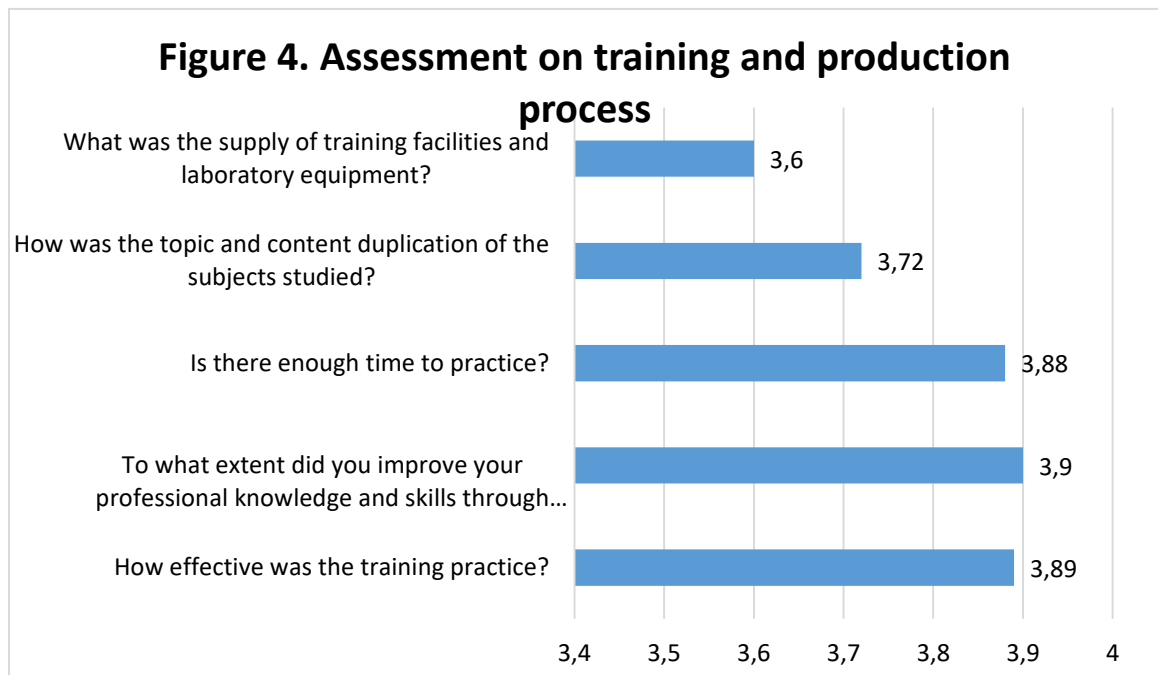 Figure 4. Assessment on training and production
process
What was the supply of training facilities and
laboratory equipment?
3,6
How was the topic and content duplication of the
subjects studied?
3,72
Is there enough time to practice?
3,88
To what extent did you improve your
professional knowledge and skills through…
3,9
How effective was the training practice?
3,89
3,4 3,5 3,6 3,7 3,8 3,9 4